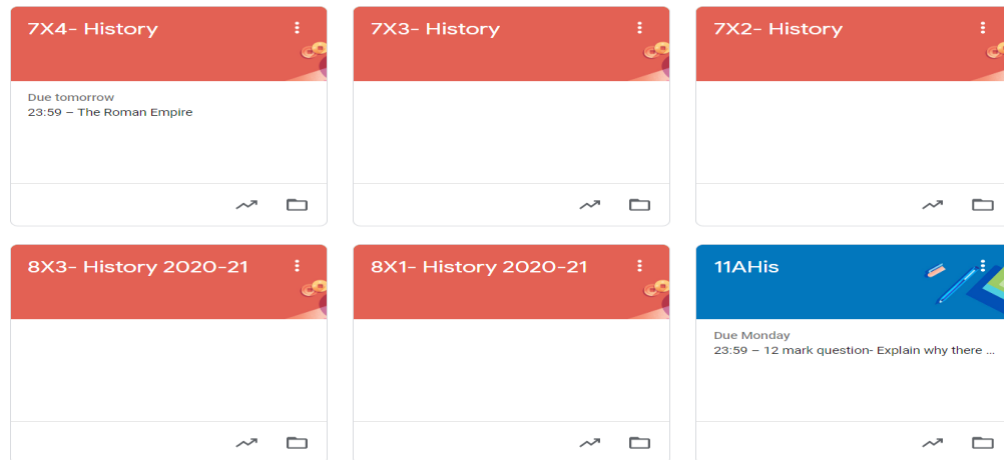 7X4- History
7X3- History
7X2- History
Due tomorrow
23:59 – The Roman Empire
8X3- History 2020-21
8X1- History 2020-21
11AHis
Due Monday
23:59 – 12 mark question- Explain why there ...